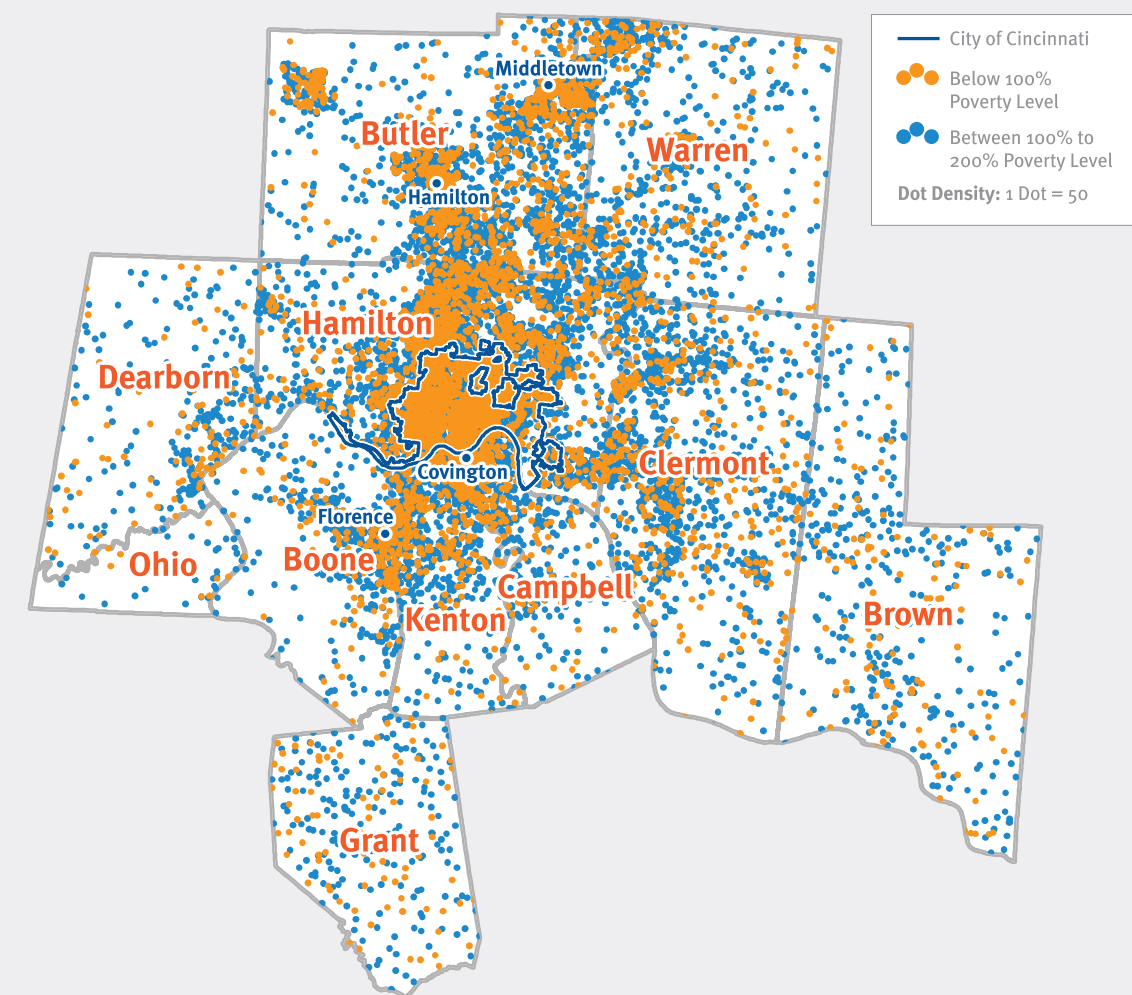 City of Cincinnati
Below 100%
Poverty Level
Between 100% to
200% Poverty Level
Dot Density: 1 Dot = 50
Middletown
Butler
Warren
Hamilton
Hamilton
Dearborn
Clermont
Covington
Florence
Boone
Ohio
Campbell
Kenton
Brown
Grant